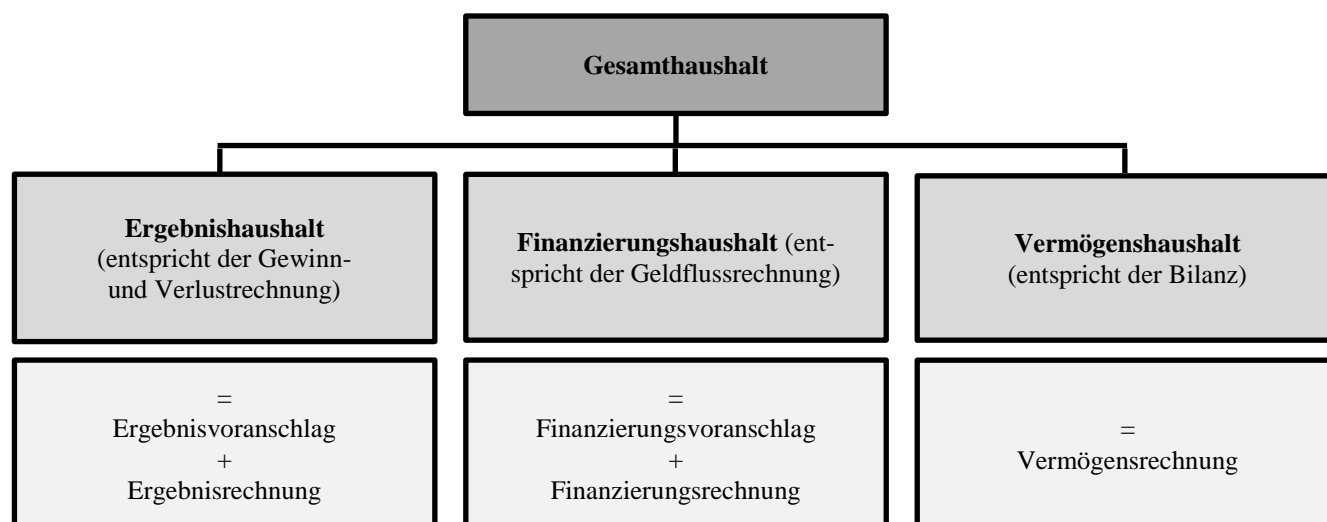 Gesamthaushalt
Ergebnishaushalt
(entspricht der Gewinn-
und Verlustrechnung)
Finanzierungshaushalt (ent-
spricht der Geldflussrechnung)
Vermögenshaushalt
(entspricht der Bilanz)
=
Ergebnisvoranschlag
+
Ergebnisrechnung
=
Finanzierungsvoranschlag
+
Finanzierungsrechnung
=
Vermögensrechnung